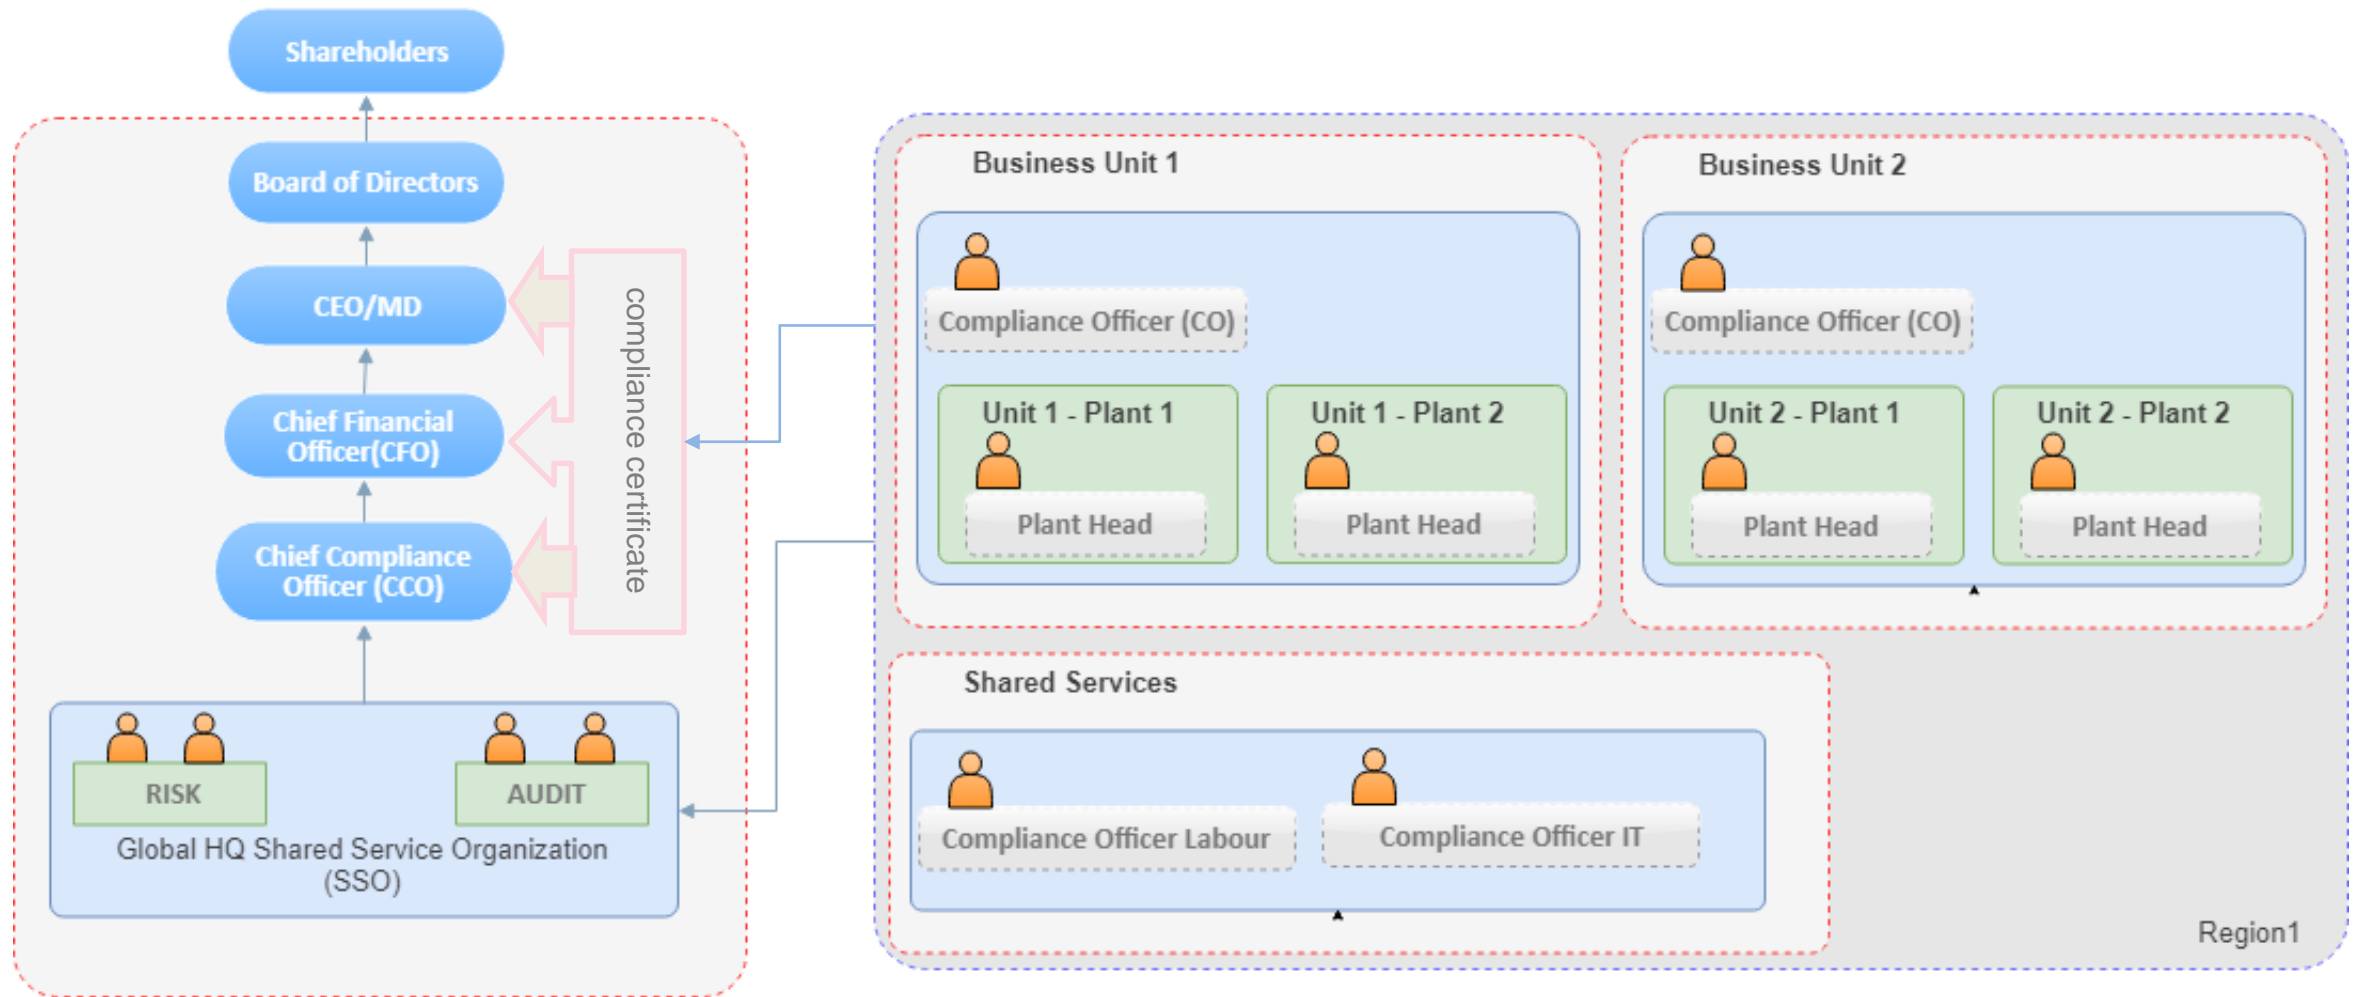 Shareholders
Board of Directors
CEO/MD
Chief Financial
Officer(CFO)
Chief Compliance
Officer (CCO)
compliance certificate
RISK
AUDIT
Global HQ Shared Service Organization
(SSO)
Business Unit 1
Compliance Officer (CO)
Unit 1 - Plant 1
Plant Head
Unit 1 - Plant 2
Plant Head
Business Unit 2
Compliance Officer (CO)
Unit 2 - Plant 1
Plant Head
Unit 2 - Plant 2
Plant Head
Shared Services
Compliance Officer Labour
Compliance Officer IT
Region1